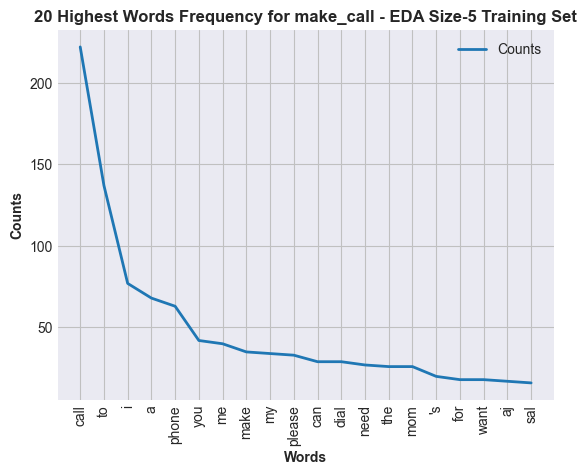 20 Highest Words Frequency for make_call - EDA Size-5 Training Set
Counts
200
150
100
50
Counts
call
to
i
a
phone
you
me
make
my
please
can
dial
need
the
mom
's
for
want
aj
sal
Words